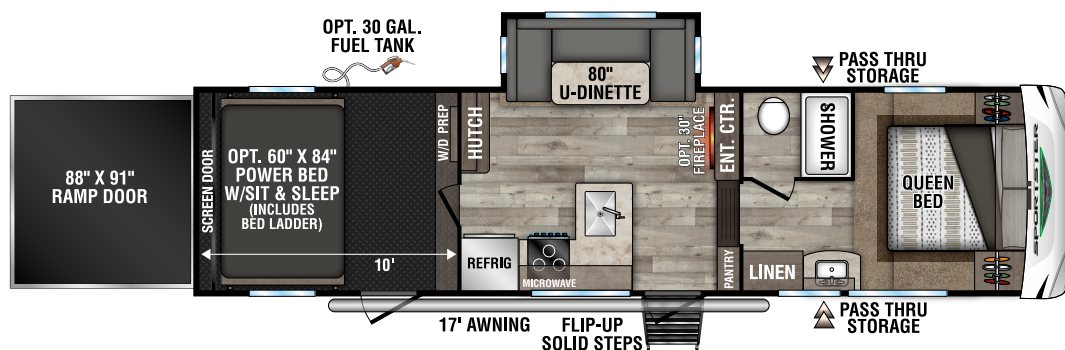 OPT. 30 GAL.
FUEL TANK
88" X 91"
RAMP DOOR
SCREEN DOOR
OPT. 60" X 84"
POWER BED
W/SIT & SLEEP
(INCLUDES
BED LADDER)
10'
W/D PREP
HUTCH
80"
U-DINETTE
OPT. 30"
FIREPLACE
ENT. CTR.
REFRIG
MICROWAVE
PANTRY
17' AWNING
FLIP-UP
SOLID STEPS
PASS THRU
STORAGE
SHOWER
LINEN
QUEEN
BED
PASS THRU
STORAGE
SPORTSTER